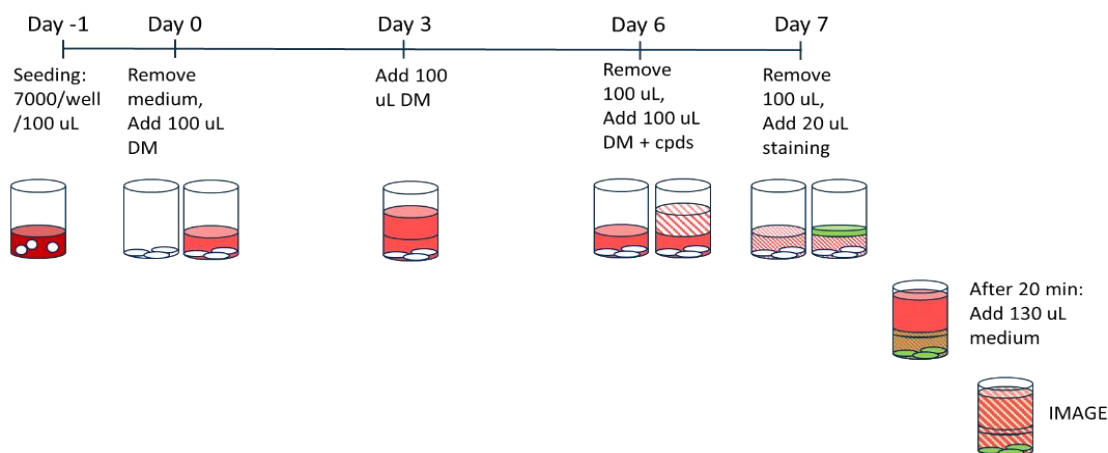 Day -1
Day 0
Day 3
Day 6
Day 7
Seeding:
7000/well
/100 uL
Remove
medium,
Add 100 uL
DM
Add 100
uL DM
Remove
100 uL,
Add 100 uL
DM + cpds
Remove
100 uL,
Add 20 uL
staining
After 20 min:
Add 130 uL
medium
IMAGE